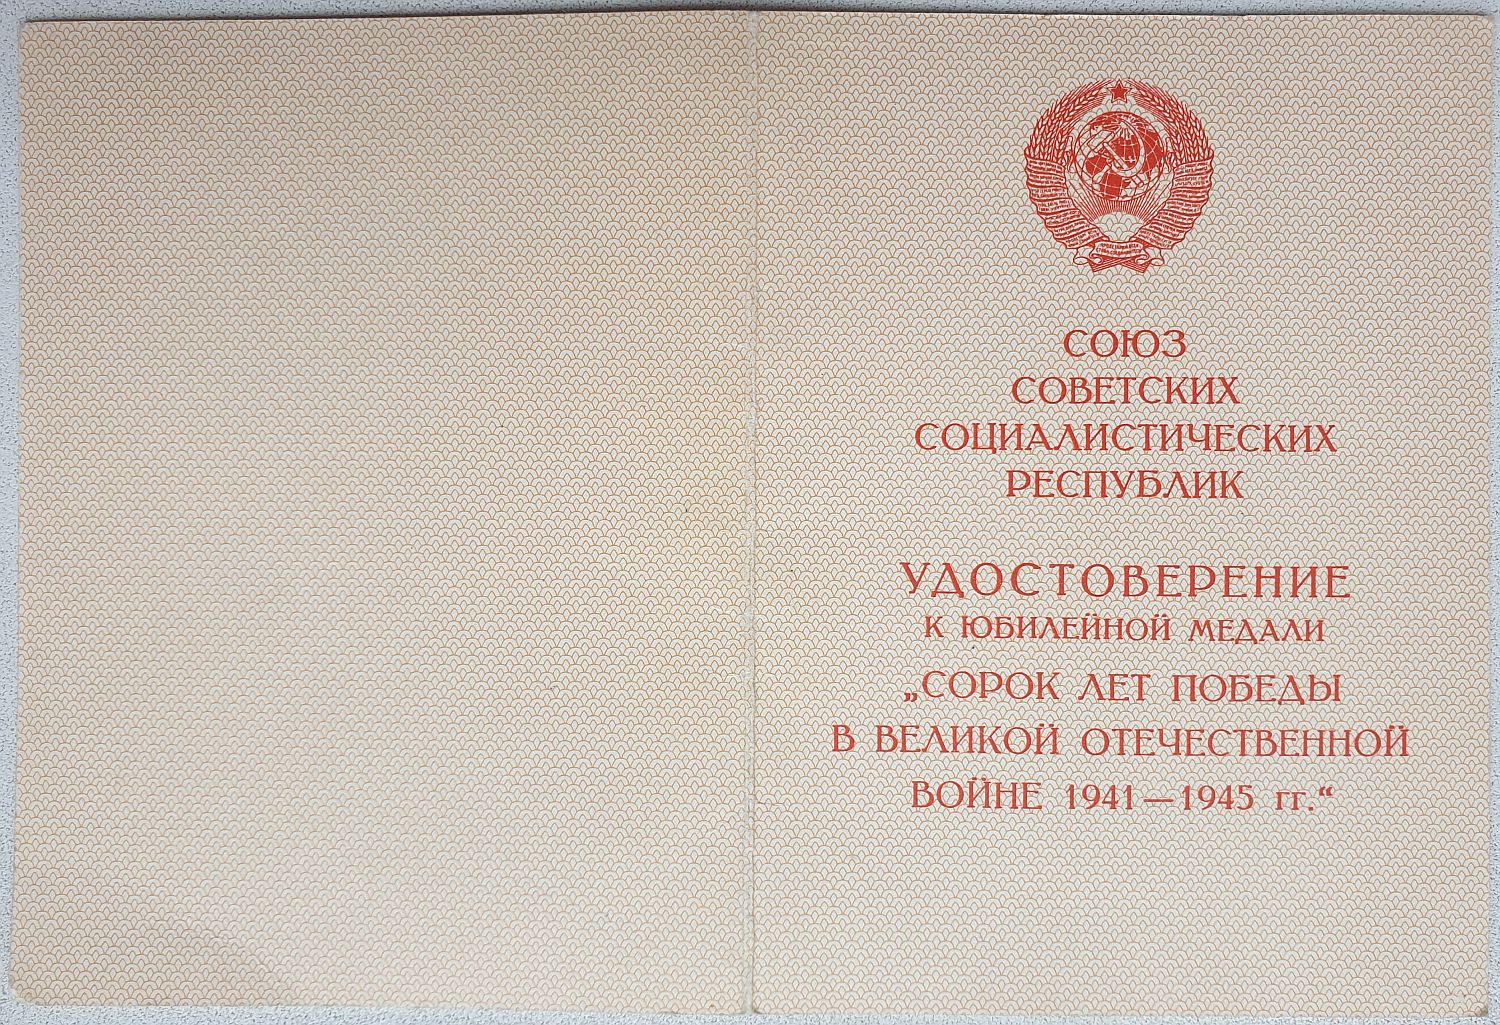 СОЮЗ
СОВЕТСКИХ
СОЦИАЛИСТИЧЕСКИХ
РЕСПУБЛИК
УДОСТОВЕРЕНИЕ
К ЮБИЛЕЙНОЙ МЕДАЛИ
„СОРОК ЛЕТ ПОБЕДЫ
В ВЕЛИКОЙ ОТЕЧЕСТВЕННОЙ
ВОЙНЕ 1941—1945 гг.“